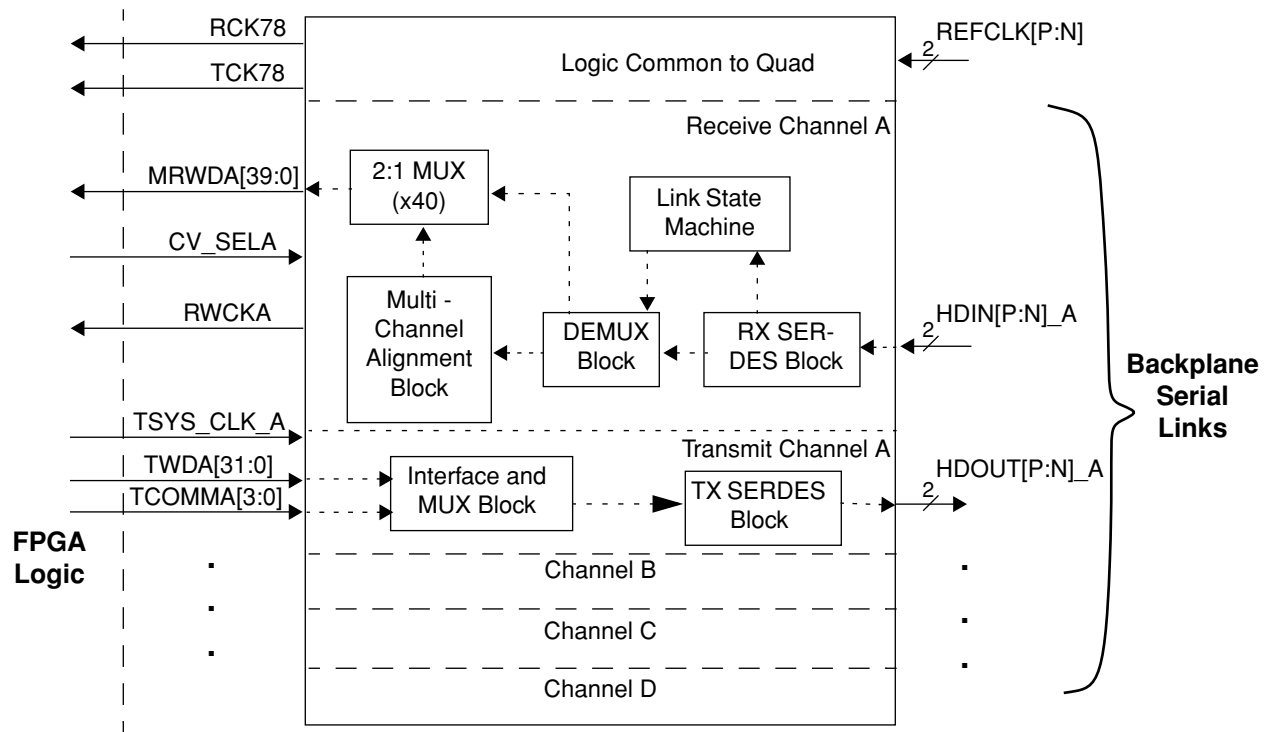 RCK78
TCK78
Logic Common to Quad
2
REFCLK[P:N]
Receive Channel A
MRWDA[39:0]
2:1 MUX
(x40)
Link State
Machine
CV_SELA
RWCKA
Multi -
Channel
Alignment
Block
DEMUX
Block
RX SER-
DES Block
2
HDIN[P:N]_A
Backplane
Serial
Links
TSYS_CLK_A
Transmit Channel A
TWDA[31:0]
TCOMMA[3:0]
Interface and
MUX Block
TX SERDES
Block
2
HDOUT[P:N]_A
FPGA
Logic
Channel B
Channel C
Channel D